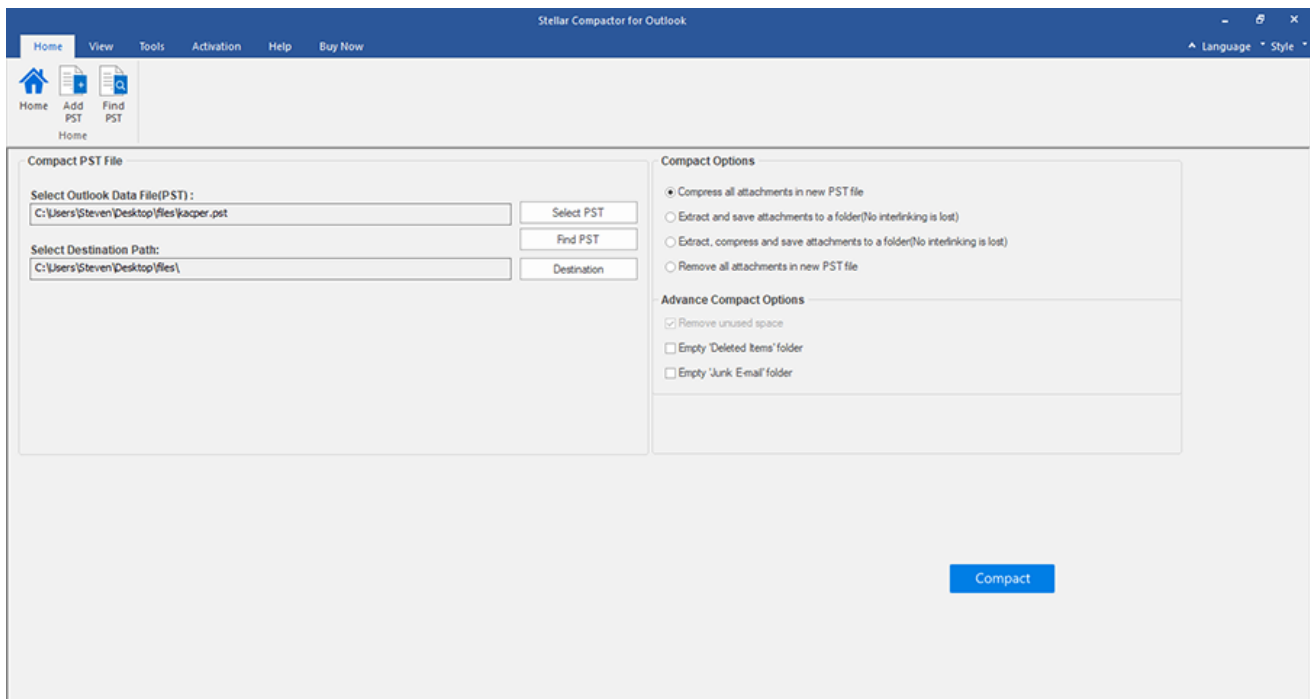 Stellar Compactor for Outlook
Home View Tools Activation Help Buy Now Language Style
Home Add PST Find PST
Home
Compact PST File
Select Outlook Data File(PST) :
C:\Users\Steven\Desktop\files\kacper.pst
Select PST
Find PST
Select Destination Path:
C:\Users\Steven\Desktop\files\
Destination
Compact Options
Compress all attachments in new PST file
Extract and save attachments to a folder(No interlinking is lost)
Extract, compress and save attachments to a folder(No interlinking is lost)
Remove all attachments in new PST file
Advance Compact Options
Remove unused space
Empty 'Deleted Items' folder
Empty 'Junk E-mail' folder
Compact